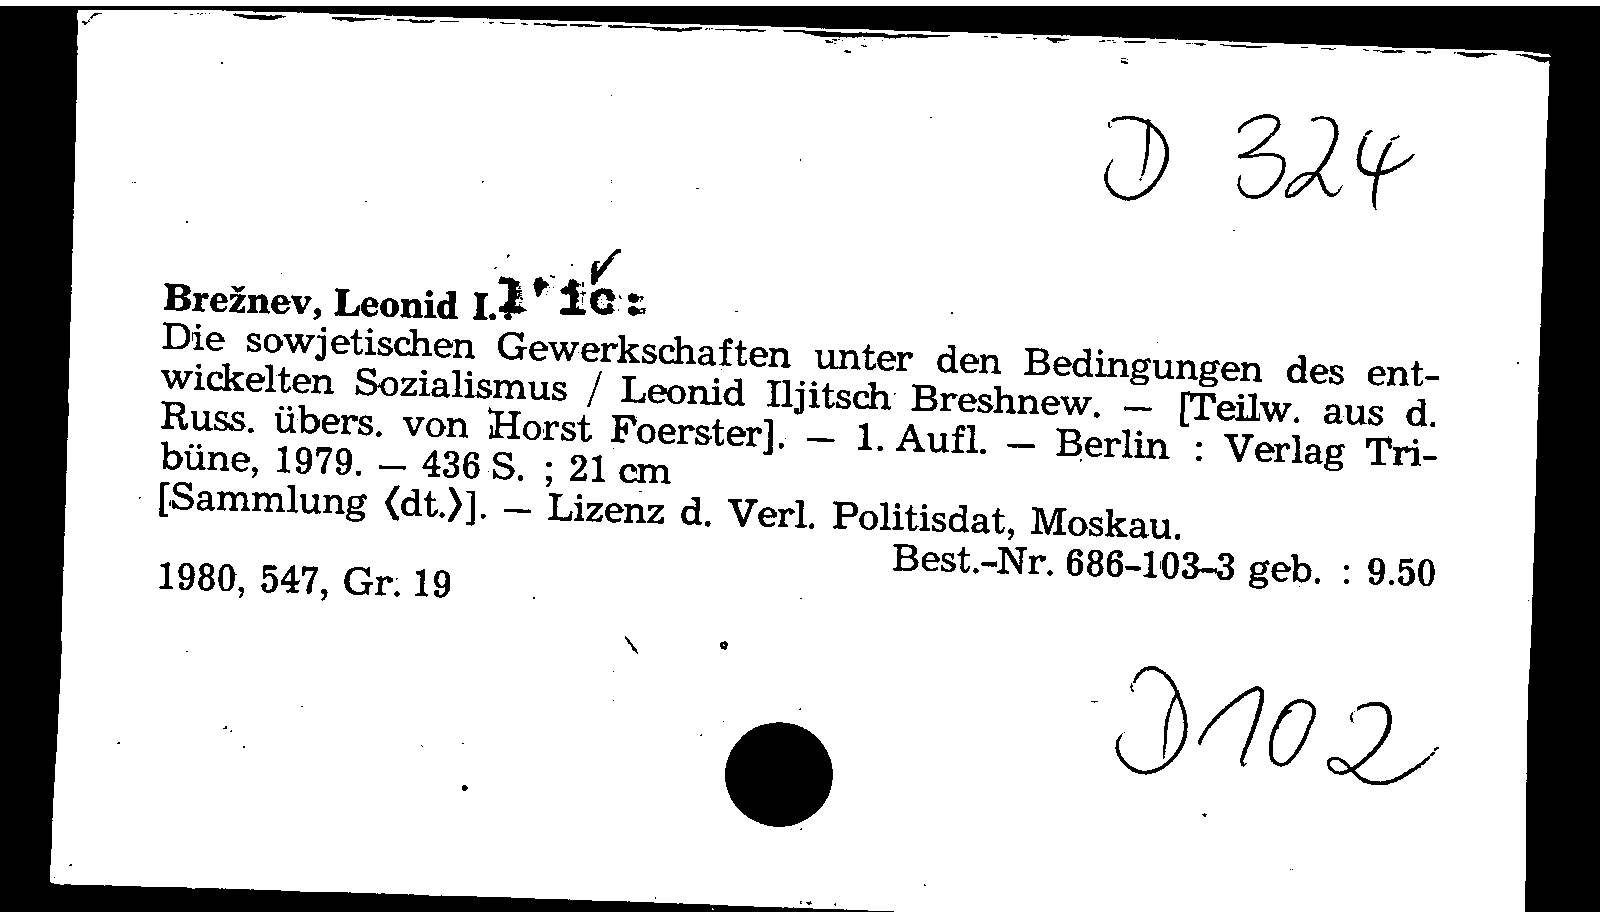 D 324
Brežnev, Leonid I.l'ič:
Die sowjetischen Gewerkschaften unter den Bedingungen des ent-
wickelten Sozialismus / Leonid Iljitsch Breshnew. — [Teilw. aus d.
Russ. übers. von Horst Foerster]. — 1. Aufl. — Berlin : Verlag Tri-
büne, 1979. — 436 S. ; 21 cm
[Sammlung ⟨dt.⟩]. — Lizenz d. Verl. Politisdat, Moskau.
Best.-Nr. 686-103-3 geb. : 9.50
1980, 547, Gr. 19
D102